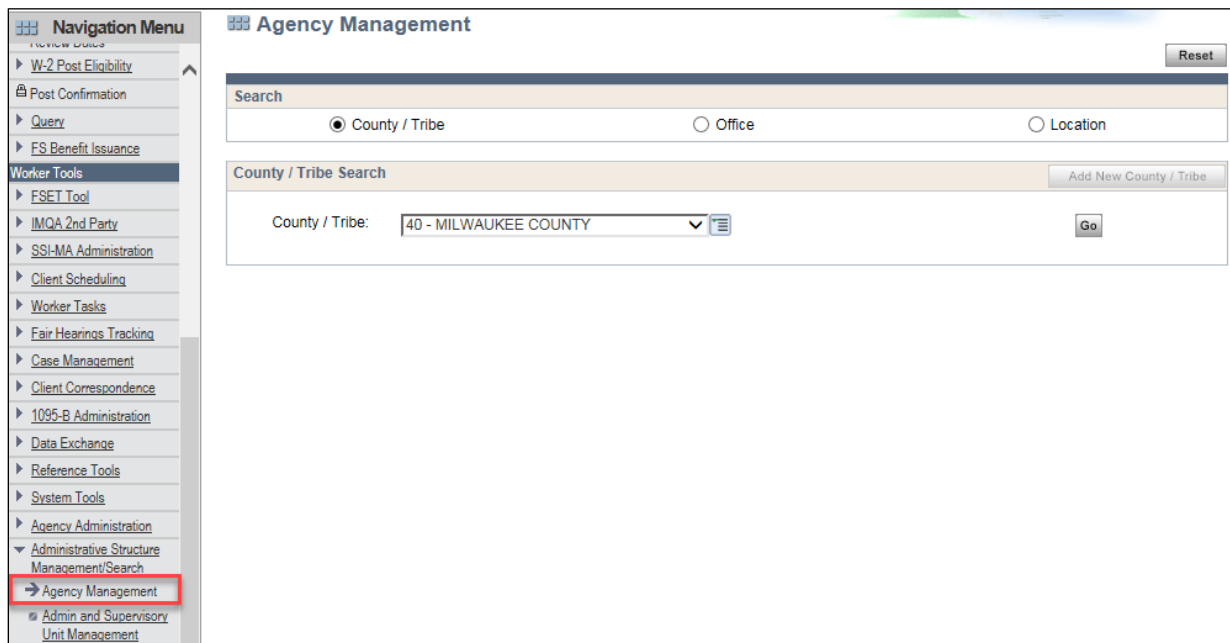 Navigation Menu
Review Dates
W-2 Post Eligibility
Post Confirmation
Query
FS Benefit Issuance
Worker Tools
FSET Tool
IMQA 2nd Party
SSI-MA Administration
Client Scheduling
Worker Tasks
Fair Hearings Tracking
Case Management
Client Correspondence
1095-B Administration
Data Exchange
Reference Tools
System Tools
Agency Administration
Administrative Structure
Management/Search
Agency Management
Admin and Supervisory
Unit Management
Agency Management
Reset
Search
County / Tribe Office Location
County / Tribe Search Add New County / Tribe
County / Tribe: 40 - MILWAUKEE COUNTY Go